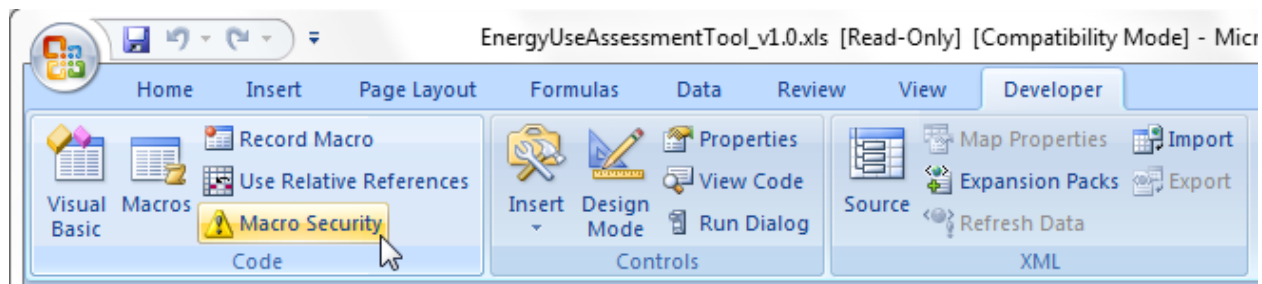 EnergyUseAssessmentTool_v1.0.xls [Read-Only] [Compatibility Mode] - Micr
Home Insert Page Layout Formulas Data Review View Developer
Visual
Basic
Macros
Record Macro
Use Relative References
Macro Security
Code
Insert
Design
Mode
Properties
View Code
Run Dialog
Controls
Source
Map Properties
Expansion Packs
Refresh Data
Import
Export
XML